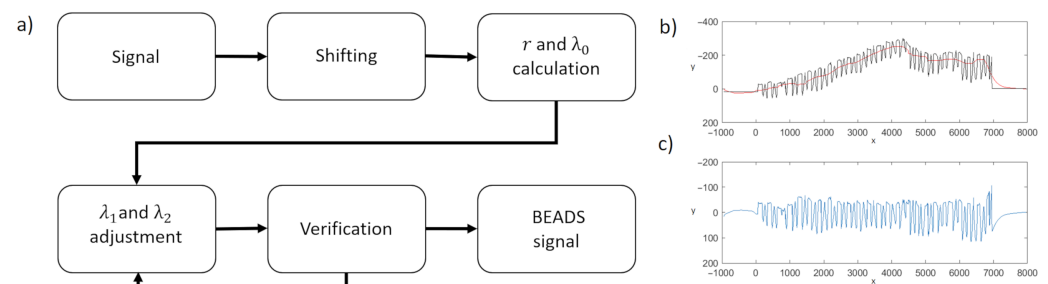 a)
Signal
Shifting
r and λ₀
calculation
λ₁ and λ₂
adjustment
Verification
BEADS
signal
b)
-400
-200
0
200
y
-1000 0 1000 2000 3000 4000 5000 6000 7000 8000
x
c)
-200
-100
0
100
200
y
-1000 0 1000 2000 3000 4000 5000 6000 7000 8000
x